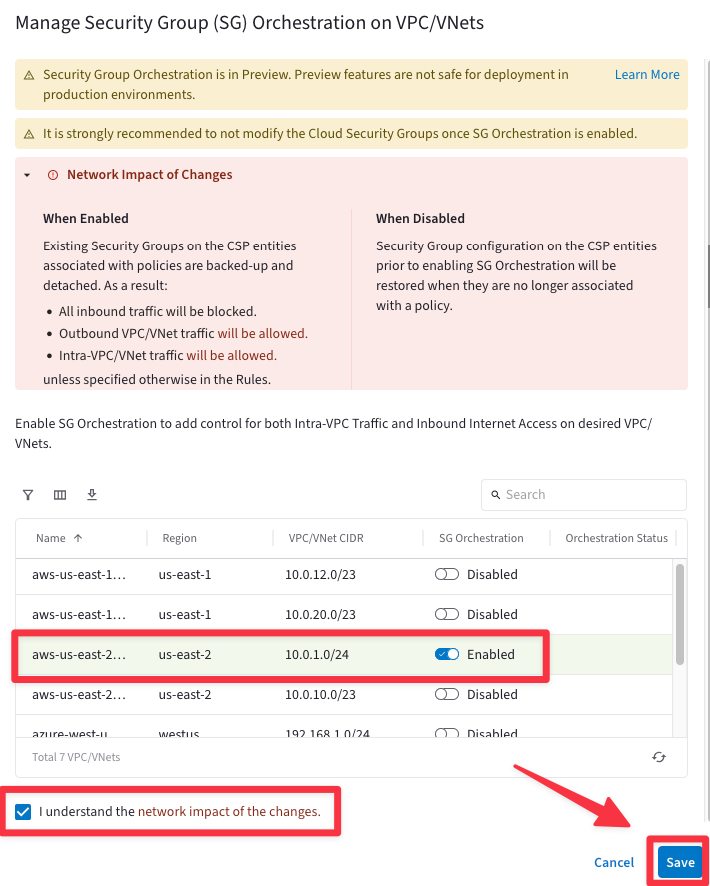 Manage Security Group (SG) Orchestration on VPC/VNets
Security Group Orchestration is in Preview. Preview features are not safe for deployment in
production environments.
Learn More
It is strongly recommended to not modify the Cloud Security Groups once SG Orchestration is enabled.
Network Impact of Changes
When Enabled
Existing Security Groups on the CSP entities
associated with policies are backed-up and
detached. As a result:
• All inbound traffic will be blocked.
• Outbound VPC/VNet traffic will be allowed.
• Intra-VPC/VNet traffic will be allowed.
unless specified otherwise in the Rules.
When Disabled
Security Group configuration on the CSP entities
prior to enabling SG Orchestration will be
restored when they are no longer associated
with a policy.
Enable SG Orchestration to add control for both Intra-VPC Traffic and Inbound Internet Access on desired VPC/
VNets.
Search
Name Region VPC/VNet CIDR SG Orchestration Orchestration Status
aws-us-east-1... us-east-1 10.0.12.0/23 Disabled
aws-us-east-1... us-east-1 10.0.20.0/23 Disabled
aws-us-east-2... us-east-2 10.0.1.0/24 Enabled
aws-us-east-2... us-east-2 10.0.10.0/23 Disabled
azure-west-u... westus 192.168.1.0/24 Disabled
Total 7 VPC/VNets
I understand the network impact of the changes.
Cancel Save